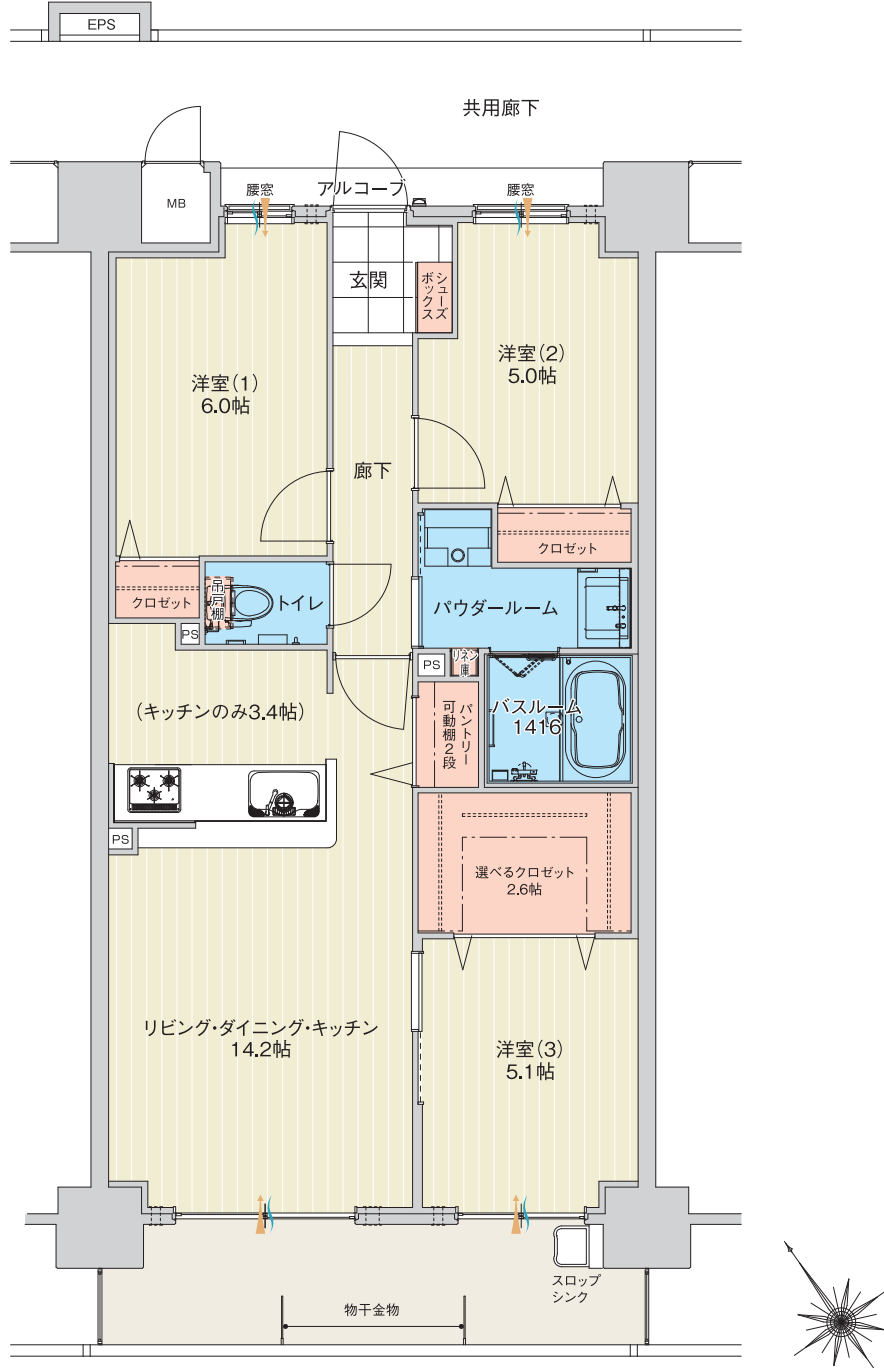 EPS
共用廊下
MB
腰窓
アルコーブ
腰窓
玄関
シューズ
ボックス
洋室(1)
6.0帖
洋室(2)
5.0帖
廊下
クロゼット
クロゼット
吊戸棚
トイレ
パウダールーム
PS
PS
リネン
庫
(キッチンのみ3.4帖)
パントリー
可動棚2段
バスルーム
1416
PS
選べるクロゼット
2.6帖
リビング・ダイニング・キッチン
14.2帖
洋室(3)
5.1帖
スロップ
シンク
物干金物